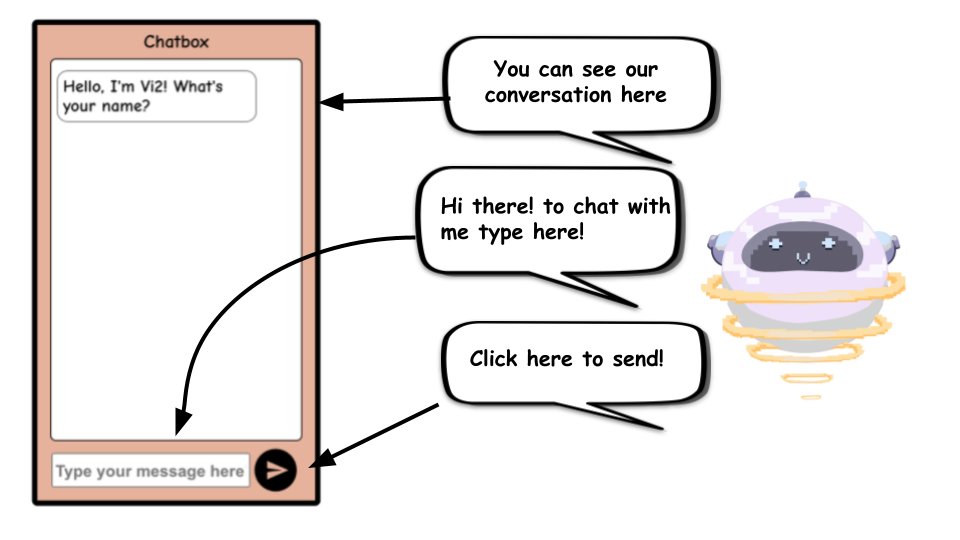 Chatbox
Hello, I'm Vi2! What's
your name?
You can see our
conversation here
Hi there! to chat with
me type here!
Click here to send!
Type your message here